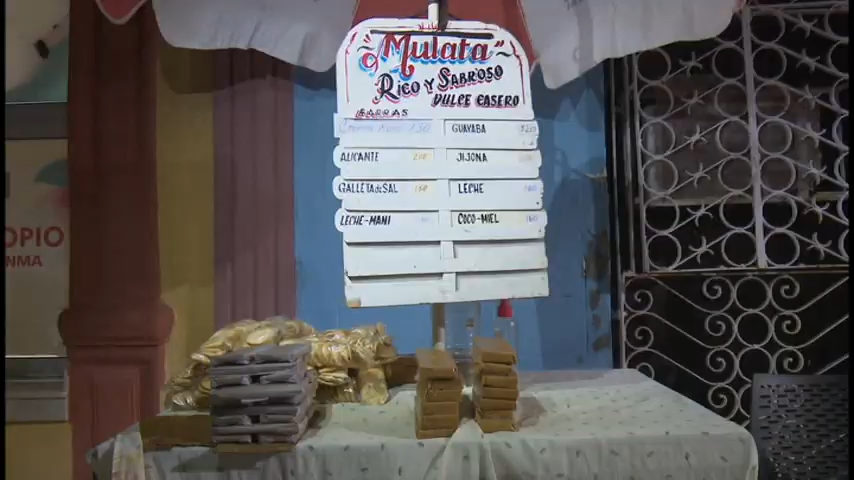 Mulata
Rico y Sabroso
DULCE CASERO
BARRAS
GUAYABA
ALICANTE
JIJONA
GALLETA de SAL 150
LECHE
LECHE-MANI
COCO-MIEL
OPIO
NMA